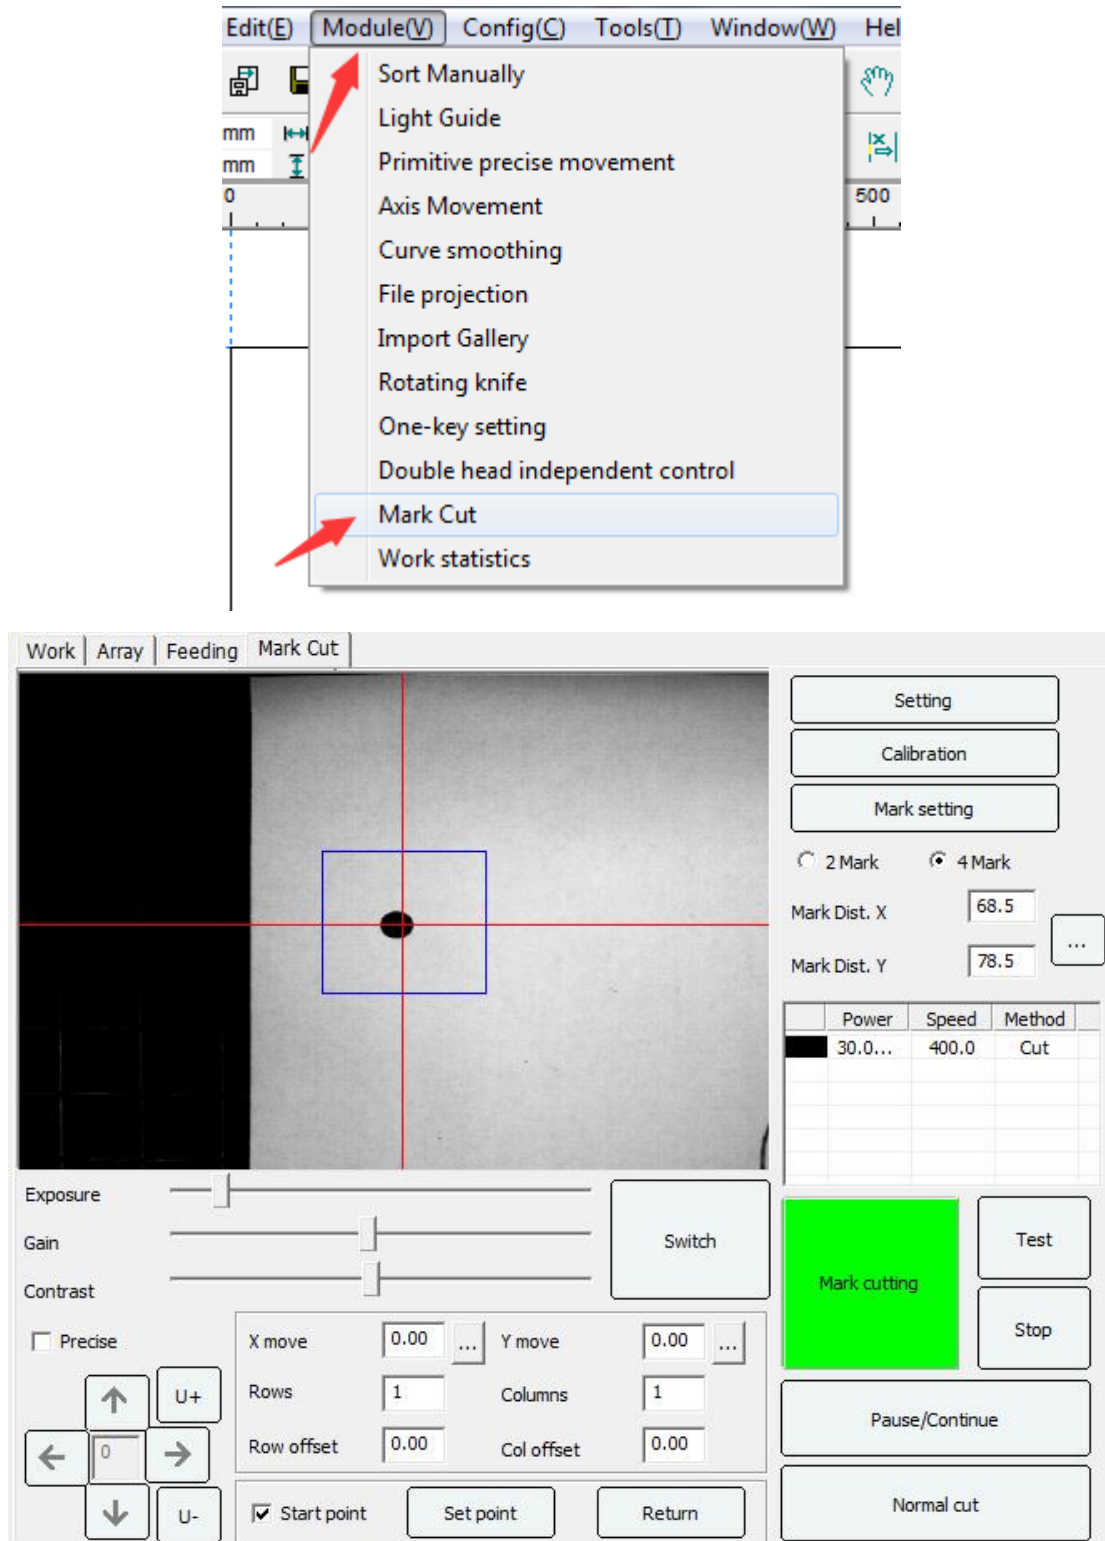 Edit(E) Module(V) Config(C) Tools(T) Window(W) Hel
Sort Manually
Light Guide
mm
Primitive precise movement
mm
0
Axis Movement
500
Curve smoothing
File projection
Import Gallery
Rotating knife
One-key setting
Double head independent control
Mark Cut
Work statistics
Work Array Feeding Mark Cut
Setting
Calibration
Mark setting
2 Mark 4 Mark
Mark Dist. X 68.5
...
Mark Dist. Y 78.5
Power Speed Method
30.0... 400.0 Cut
Exposure
Gain
Contrast
Switch
Mark cutting
Test
Stop
Precise
U+
0
U-
X move 0.00 ... Y move 0.00 ...
Rows 1 Columns 1
Row offset 0.00 Col offset 0.00
Start point Set point Return
Pause/Continue
Normal cut